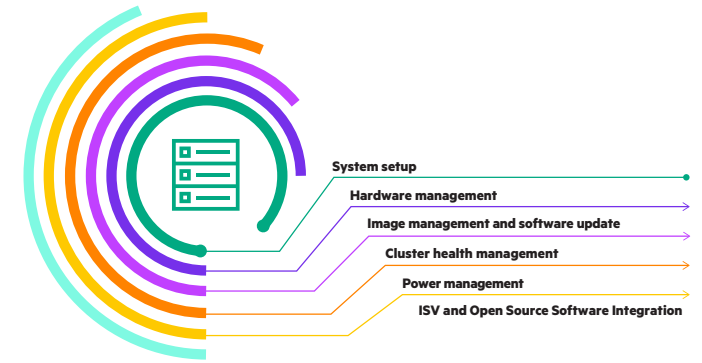 System setup
Hardware management
Image management and software update
Cluster health management
Power management
ISV and Open Source Software Integration